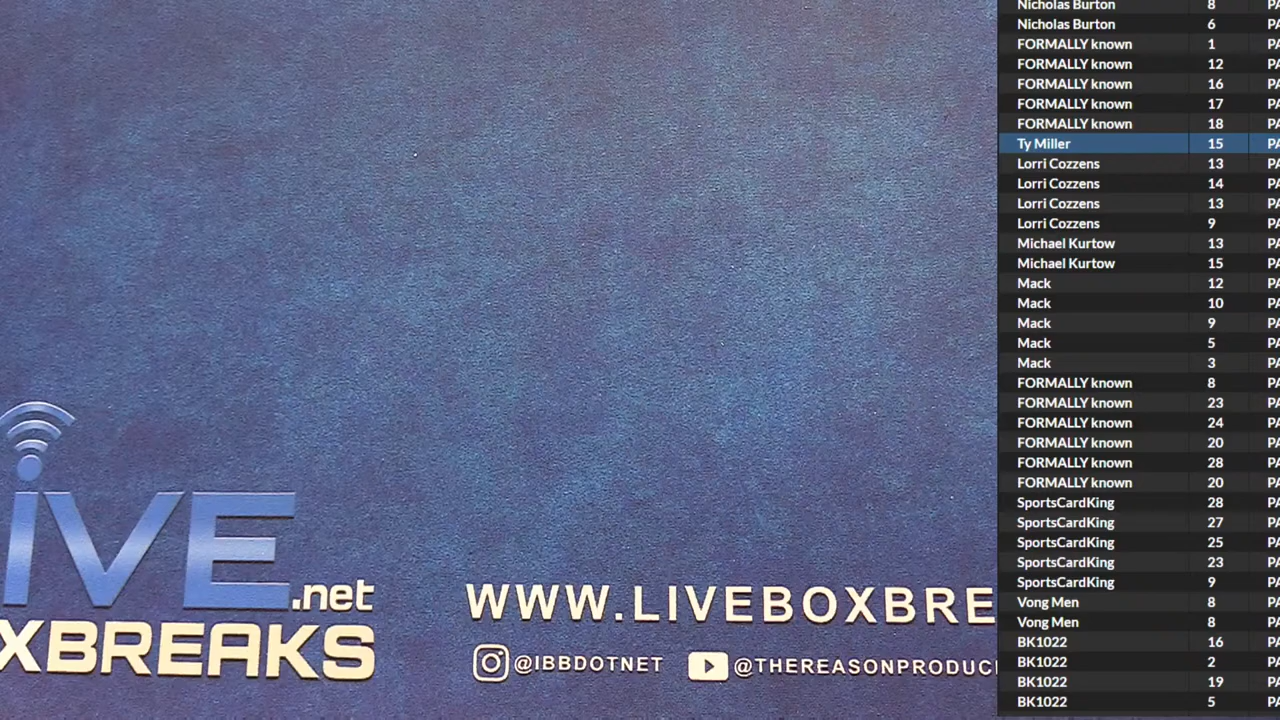 Nicholas Burton 8
Nicholas Burton 6
FORMALLY known 1
FORMALLY known 12
FORMALLY known 16
FORMALLY known 17
FORMALLY known 18
Ty Miller 15
Lorri Cozzens 13
Lorri Cozzens 14
Lorri Cozzens 13
Lorri Cozzens 9
Michael Kurtow 13
Michael Kurtow 15
Mack 12
Mack 10
Mack 9
Mack 5
Mack 3
FORMALLY known 8
FORMALLY known 23
FORMALLY known 24
FORMALLY known 20
FORMALLY known 28
FORMALLY known 20
SportsCardKing 28
SportsCardKing 27
SportsCardKing 25
SportsCardKing 23
SportsCardKing 9
Vong Men 8
Vong Men 8
BK1022 16
BK1022 2
BK1022 19
BK1022 5
iVE.net
XBREAKS
WWW.LIVEBOXBRE
@IBBDOTNET @THEREASONPRODUC